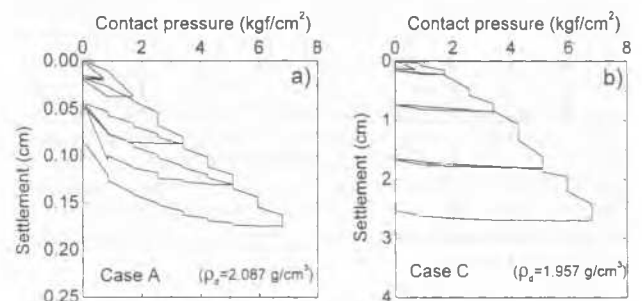 Contact pressure (kgf/cm²)
0 2 4 6 8
0.00
0.05
0.10
0.15
0.20
0.25
Settlement (cm)
a)
Case A (ρd=2.087 g/cm³)
Contact pressure (kgf/cm²)
0 2 4 6 8
0
1
2
3
4
Settlement (cm)
b)
Case C (ρd=1.957 g/cm³)